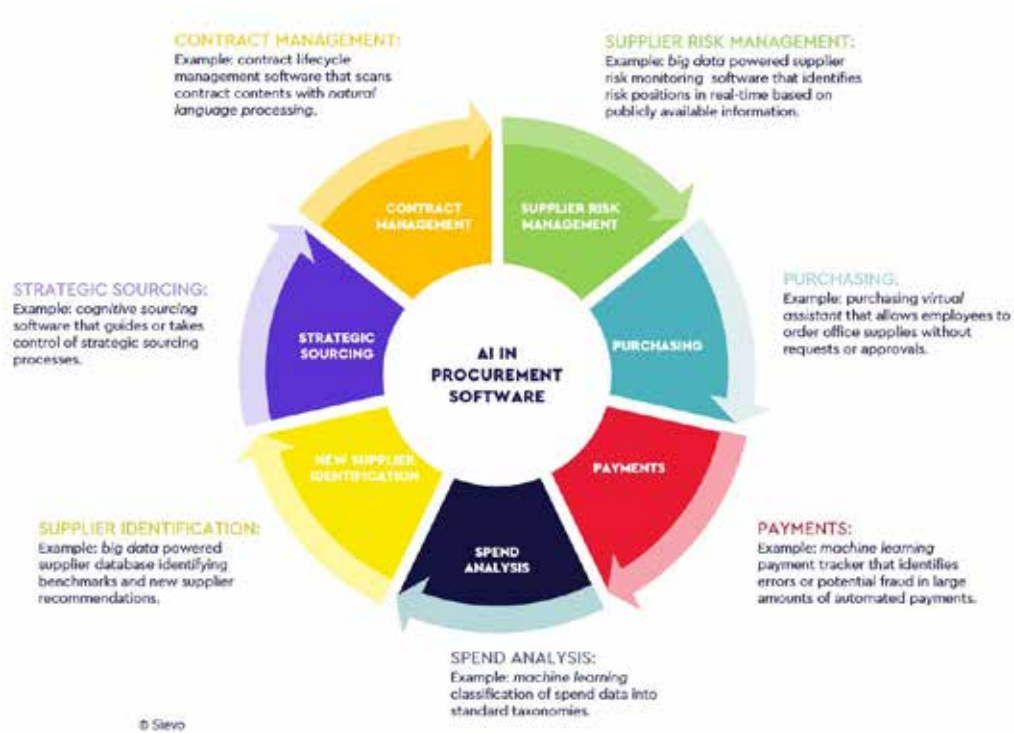 CONTRACT MANAGEMENT:
Example: contract lifecycle
management software that scans
contract contents with natural
language processing.
SUPPLIER RISK MANAGEMENT:
Example: big data powered supplier
risk monitoring software that identifies
risk positions in real-time based on
publicly available information.
CONTRACT
MANAGEMENT
SUPPLIER RISK
MANAGEMENT
STRATEGIC SOURCING:
Example: cognitive sourcing
software that guides or takes
control of strategic sourcing
processes.
STRATEGIC
SOURCING
AI IN
PROCUREMENT
SOFTWARE
PURCHASING
PURCHASING:
Example: purchasing virtual
assistant that allows employees to
order office supplies without
requests or approvals.
NEW SUPPLIER
IDENTIFICATION
PAYMENTS
SUPPLIER IDENTIFICATION:
Example: big data powered
supplier database identifying
benchmarks and new supplier
recommendations.
SPEND
ANALYSIS
PAYMENTS:
Example: machine learning
payment tracker that identifies
errors or potential fraud in large
amounts of automated payments.
SPEND ANALYSIS:
Example: machine learning
classification of spend data into
standard taxonomies.
© Sievo